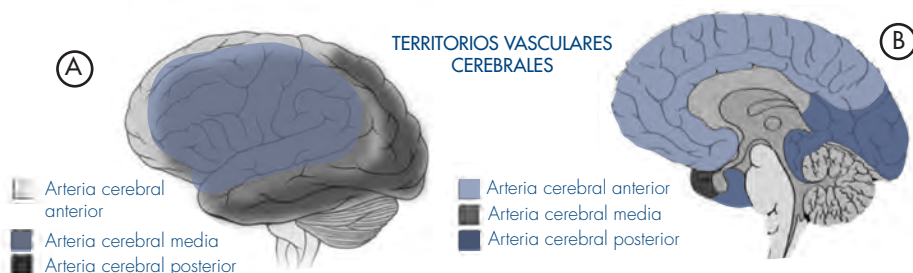 A
TERRITORIOS VASCULARES
CEREBRALES
B
Arteria cerebral
anterior
Arteria cerebral media
Arteria cerebral posterior
Arteria cerebral anterior
Arteria cerebral media
Arteria cerebral posterior